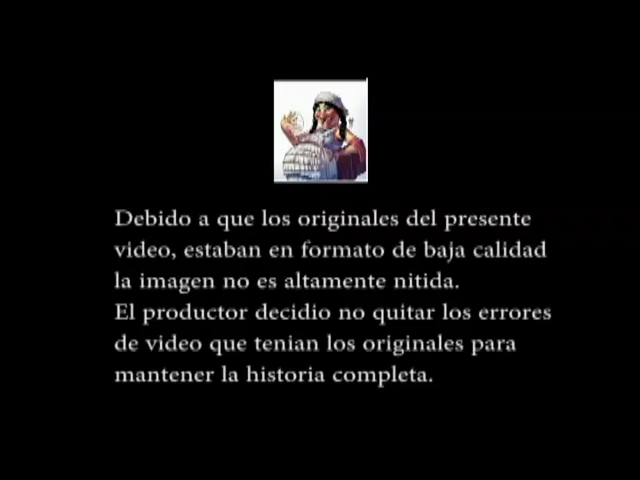 Debido a que los originales del presente
video, estaban en formato de baja calidad
la imagen no es altamente nitida.
El productor decidio no quitar los errores
de video que tenian los originales para
mantener la historia completa.